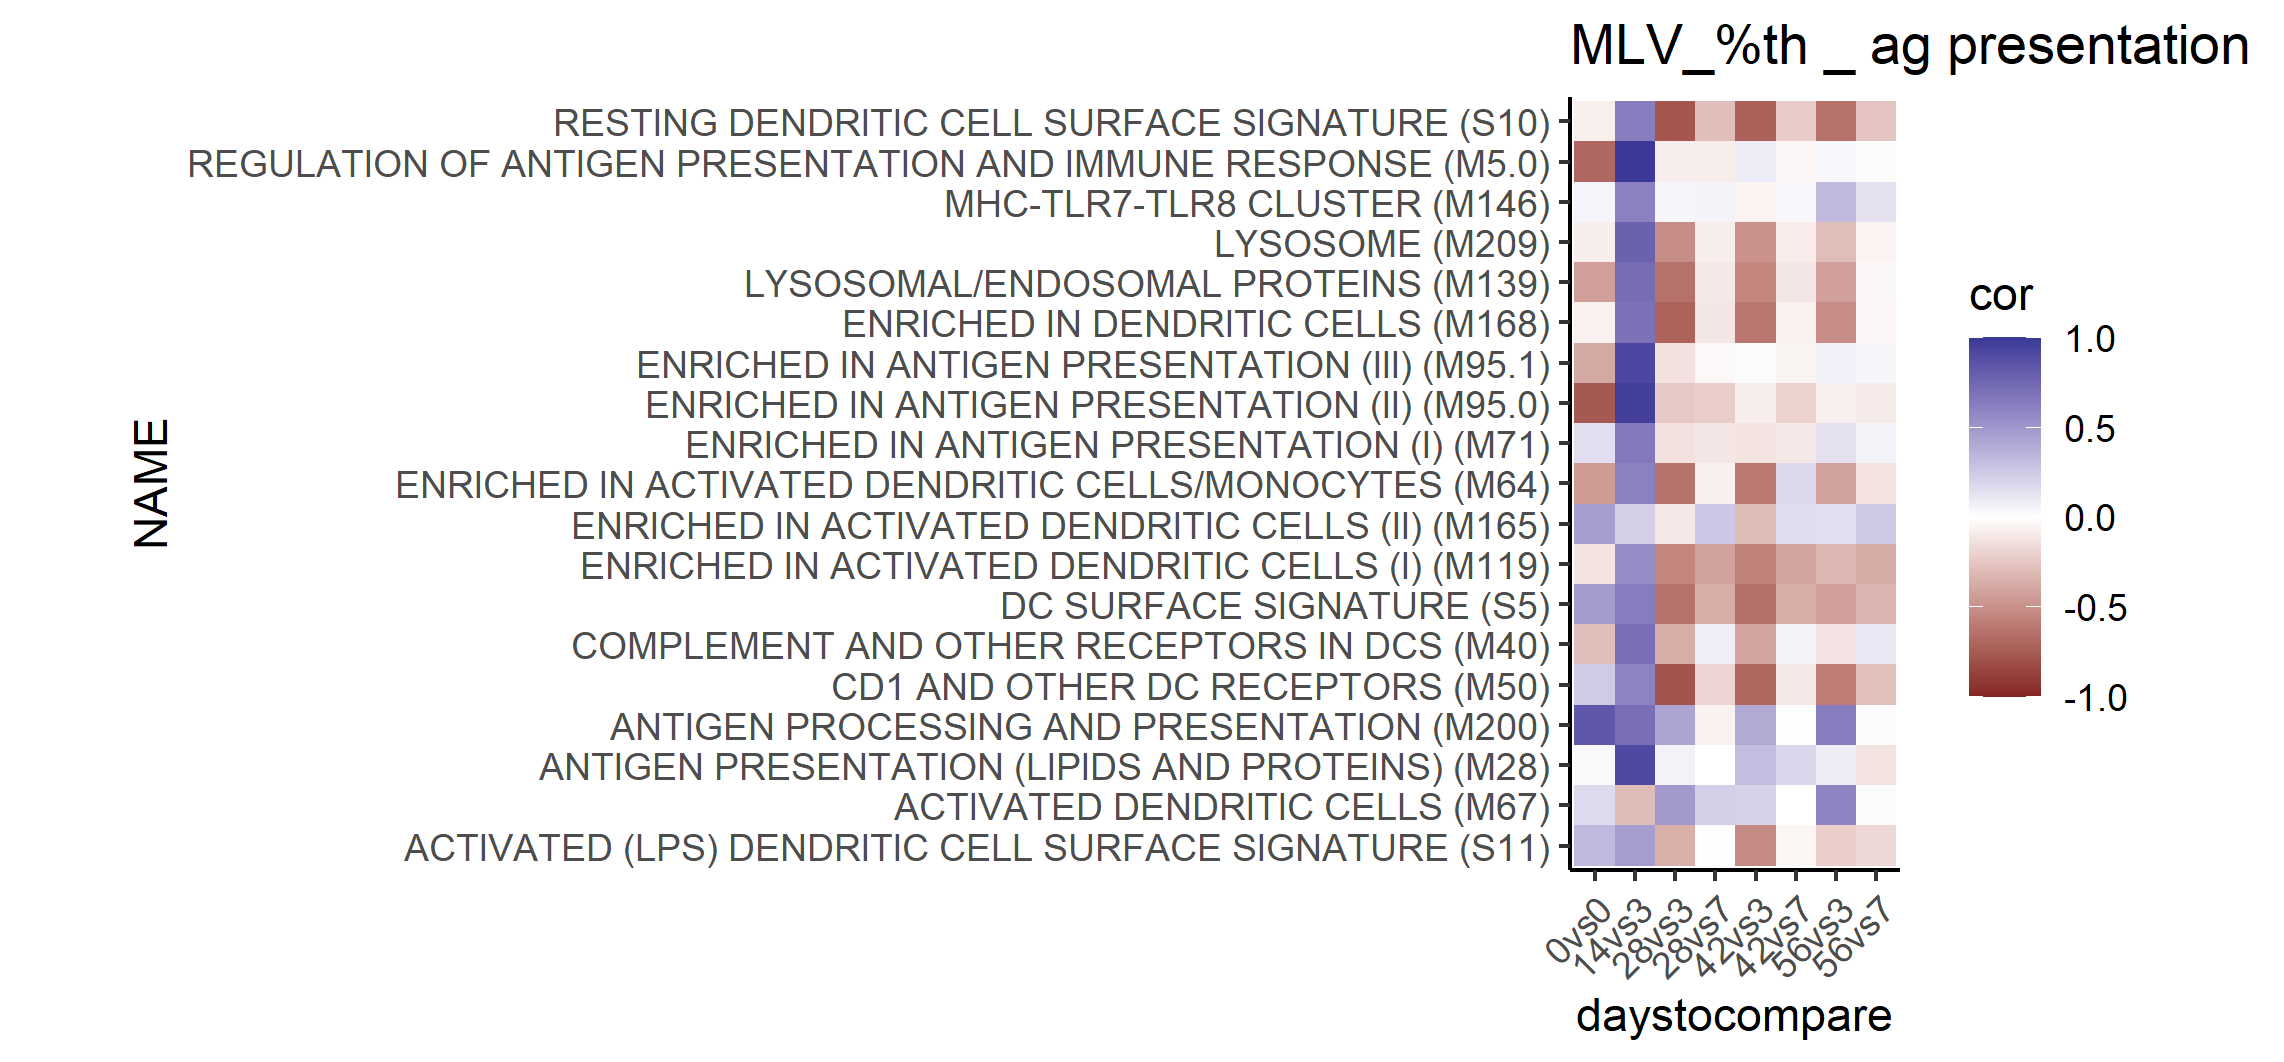 MLV_%th _ ag presentation
RESTING DENDRITIC CELL SURFACE SIGNATURE (S10)
REGULATION OF ANTIGEN PRESENTATION AND IMMUNE RESPONSE (M5.0)
MHC-TLR7-TLR8 CLUSTER (M146)
LYSOSOME (M209)
LYSOSOMAL/ENDOSOMAL PROTEINS (M139)
ENRICHED IN DENDRITIC CELLS (M168)
ENRICHED IN ANTIGEN PRESENTATION (III) (M95.1)
ENRICHED IN ANTIGEN PRESENTATION (II) (M95.0)
ENRICHED IN ANTIGEN PRESENTATION (I) (M71)
ENRICHED IN ACTIVATED DENDRITIC CELLS/MONOCYTES (M64)
ENRICHED IN ACTIVATED DENDRITIC CELLS (II) (M165)
ENRICHED IN ACTIVATED DENDRITIC CELLS (I) (M119)
DC SURFACE SIGNATURE (S5)
COMPLEMENT AND OTHER RECEPTORS IN DCS (M40)
CD1 AND OTHER DC RECEPTORS (M50)
ANTIGEN PROCESSING AND PRESENTATION (M200)
ANTIGEN PRESENTATION (LIPIDS AND PROTEINS) (M28)
ACTIVATED DENDRITIC CELLS (M67)
ACTIVATED (LPS) DENDRITIC CELL SURFACE SIGNATURE (S11)
NAME
0vs0
14vs3
28vs3
28vs7
42vs3
42vs7
56vs3
56vs7
daystocompare
cor
1.0
0.5
0.0
-0.5
-1.0